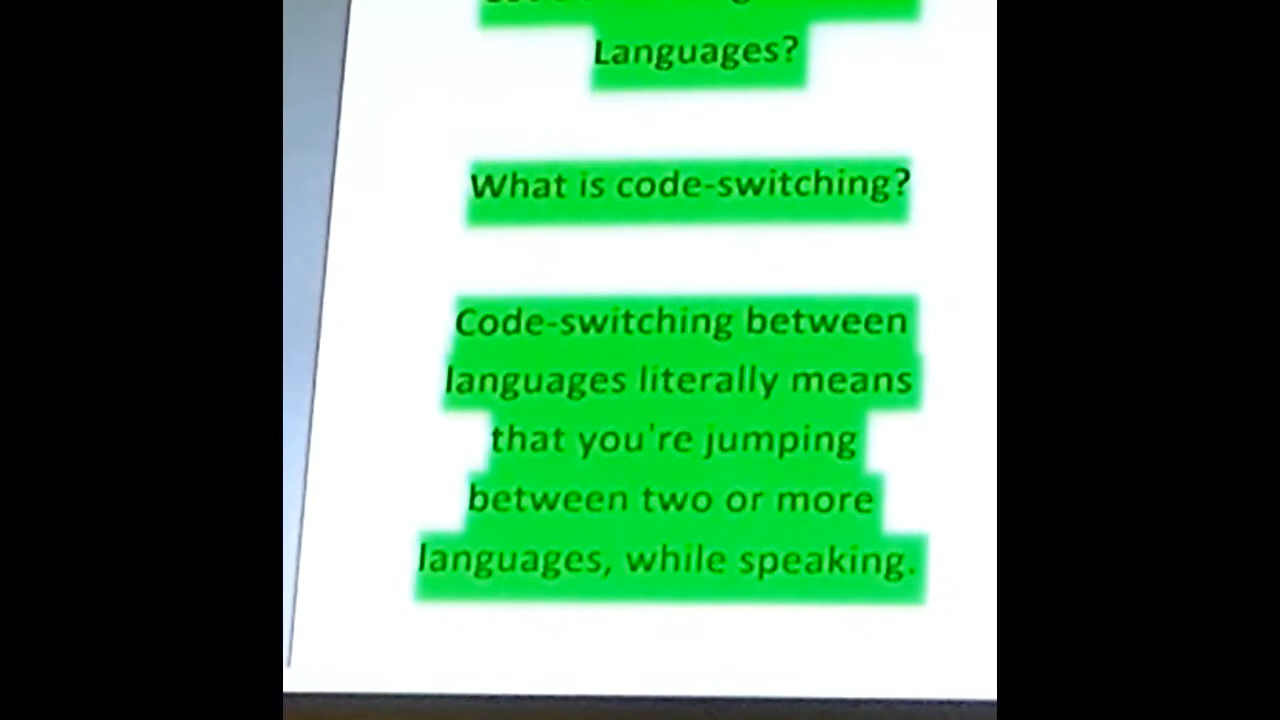 Languages?
What is code-switching?
Code-switching between
languages literally means
that you're jumping
between two or more
languages, while speaking.